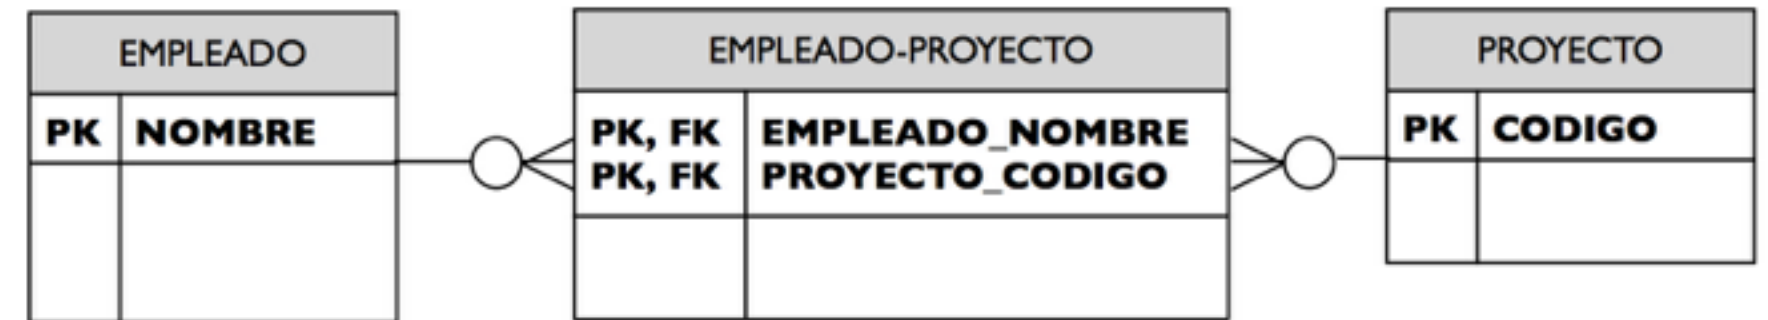 EMPLEADO
PK NOMBRE
EMPLEADO-PROYECTO
PK, FK EMPLEADO_NOMBRE
PK, FK PROYECTO_CODIGO
PROYECTO
PK CODIGO